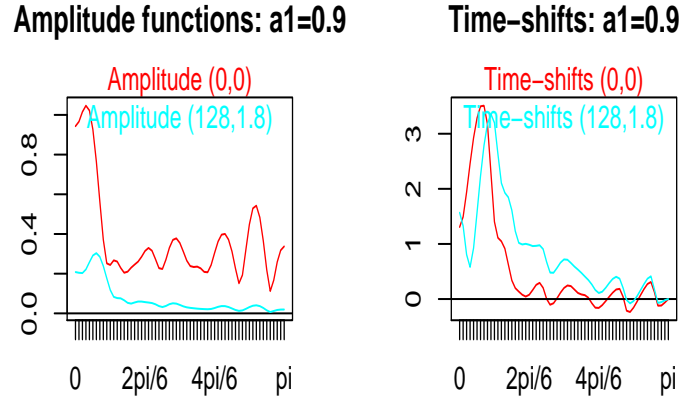 Amplitude functions: a1=0.9
Amplitude (0,0)
Amplitude (128,1.8)
0.8
0.4
0.0
0 2pi/6 4pi/6 pi
Time−shifts: a1=0.9
Time−shifts (0,0)
Time−shifts (128,1.8)
3
2
1
0
0 2pi/6 4pi/6 pi